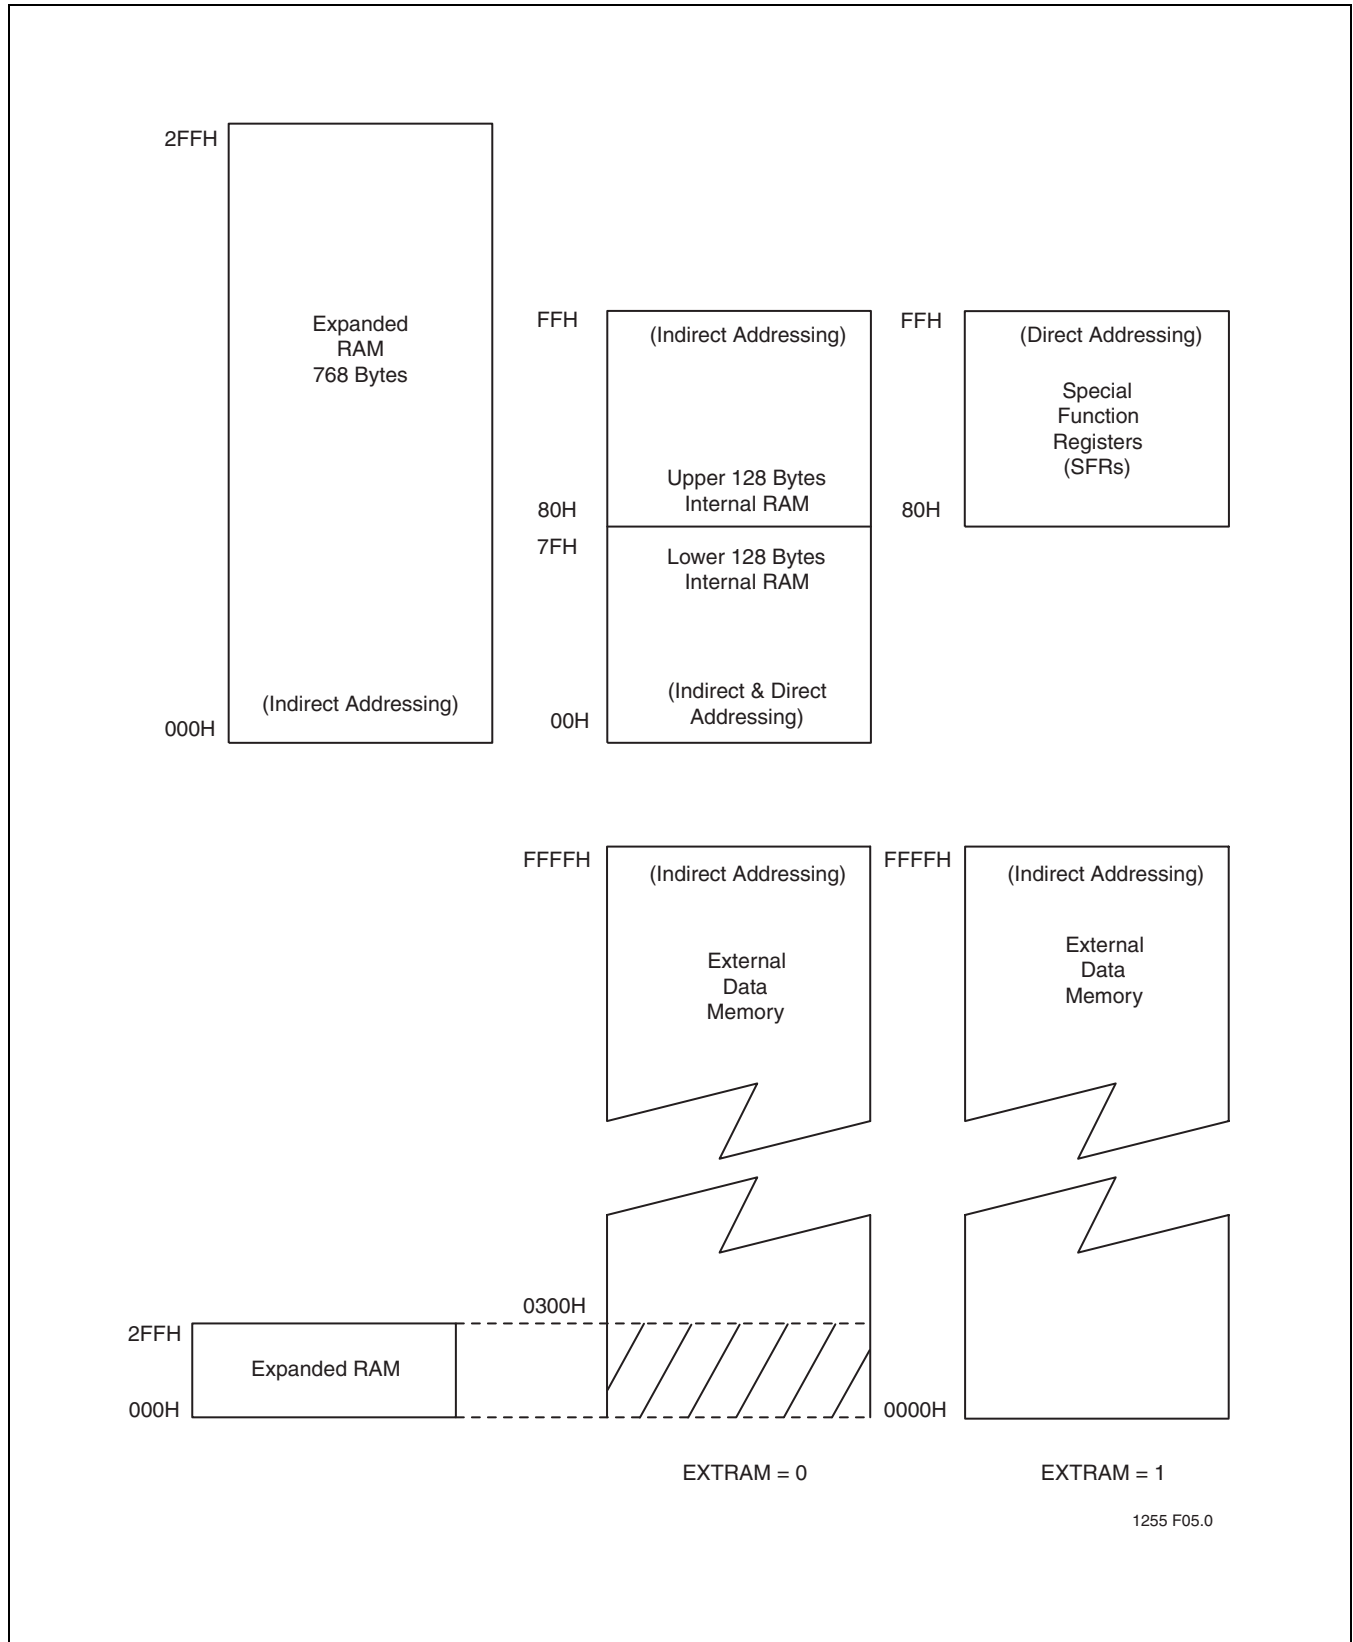 2FFH
Expanded
RAM
768 Bytes
(Indirect Addressing)
000H
FFH
(Indirect Addressing)
Upper 128 Bytes
Internal RAM
80H
7FH
Lower 128 Bytes
Internal RAM
(Indirect & Direct
Addressing)
00H
FFH
(Direct Addressing)
Special
Function
Registers
(SFRs)
80H
FFFFH
(Indirect Addressing)
External
Data
Memory
FFFFH
(Indirect Addressing)
External
Data
Memory
0300H
2FFH
Expanded RAM
000H
0000H
EXTRAM = 0
EXTRAM = 1
1255 F05.0